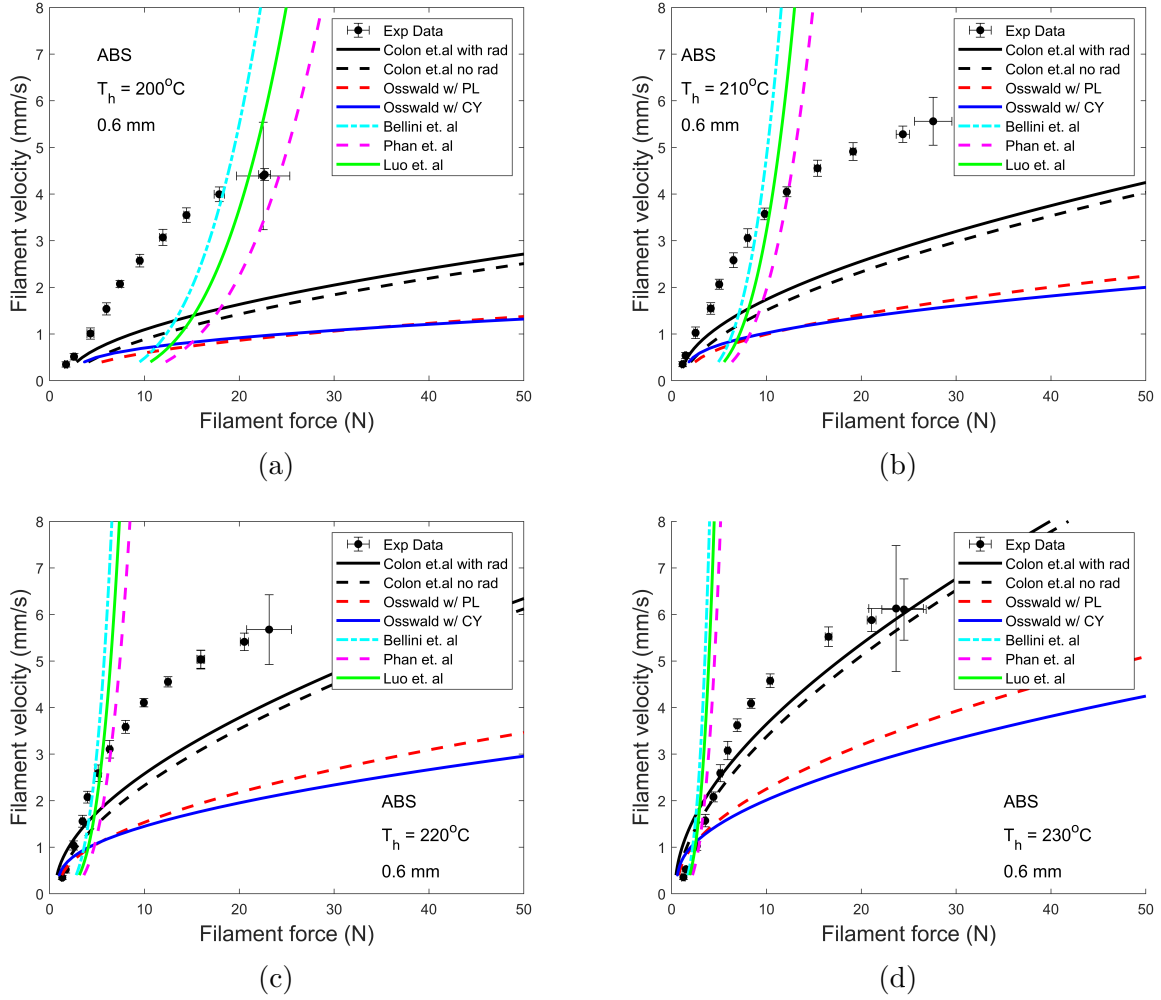 8
7
6
5
4
3
2
1
0
Filament velocity (mm/s)
ABS
T_h = 200°C
0.6 mm
Exp Data
Colon et.al with rad
Colon et.al no rad
Osswald w/ PL
Osswald w/ CY
Bellini et. al
Phan et. al
Luo et. al
0 10 20 30 40 50
Filament force (N)
(a)
8
7
6
5
4
3
2
1
0
Filament velocity (mm/s)
ABS
T_h = 210°C
0.6 mm
Exp Data
Colon et.al with rad
Colon et.al no rad
Osswald w/ PL
Osswald w/ CY
Bellini et. al
Phan et. al
Luo et. al
0 10 20 30 40 50
Filament force (N)
(b)
8
7
6
5
4
3
2
1
0
Filament velocity (mm/s)
Exp Data
Colon et.al with rad
Colon et.al no rad
Osswald w/ PL
Osswald w/ CY
Bellini et. al
Phan et. al
Luo et. al
ABS
T_h = 220°C
0.6 mm
0 10 20 30 40 50
Filament force (N)
(c)
8
7
6
5
4
3
2
1
0
Filament velocity (mm/s)
Exp Data
Colon et.al with rad
Colon et.al no rad
Osswald w/ PL
Osswald w/ CY
Bellini et. al
Phan et. al
Luo et. al
ABS
T_h = 230°C
0.6 mm
0 10 20 30 40 50
Filament force (N)
(d)